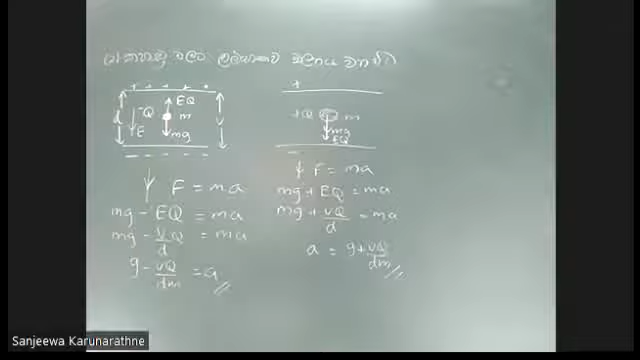 + + + + •
-Q
EQ
m
d
E
mg
V
- - - - -
F = ma
mg - EQ = ma
mg - VQ/d = ma
g - VQ/dm = a
+
+Q
m
mg
EQ
-
F = ma
mg + EQ = ma
mg + VQ/d = ma
a = g + VQ/dm
Sanjeewa Karunarathne